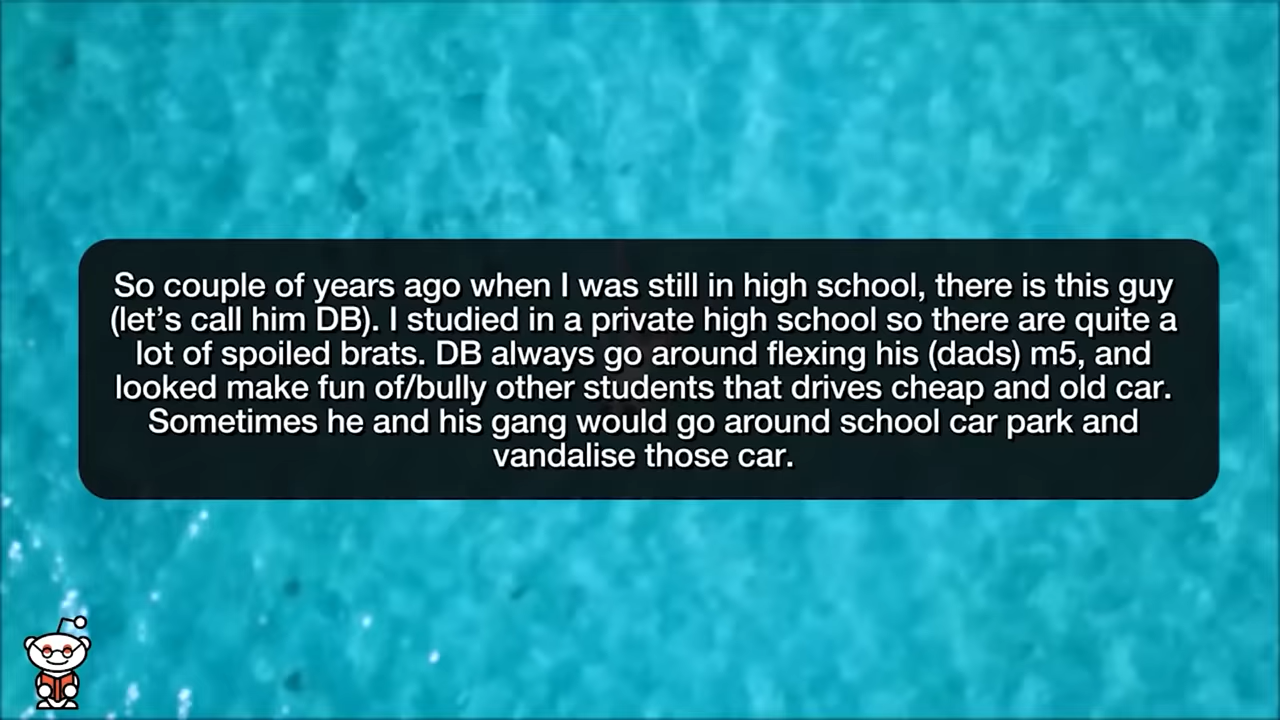 So couple of years ago when I was still in high school, there is this guy
(let’s call him DB). I studied in a private high school so there are quite a
lot of spoiled brats. DB always go around flexing his (dads) m5, and
looked make fun of/bully other students that drives cheap and old car.
Sometimes he and his gang would go around school car park and
vandalise those car.